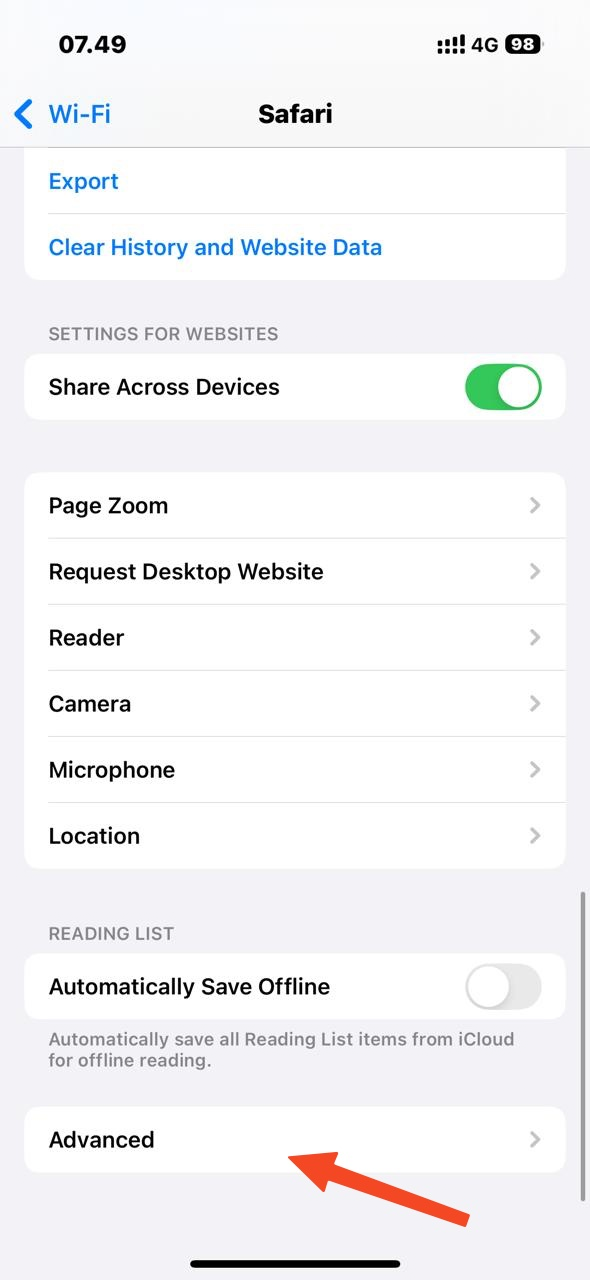 07.49
4G 98
Wi-Fi
Safari
Export
Clear History and Website Data
SETTINGS FOR WEBSITES
Share Across Devices
Page Zoom
Request Desktop Website
Reader
Camera
Microphone
Location
READING LIST
Automatically Save Offline
Automatically save all Reading List items from iCloud
for offline reading.
Advanced